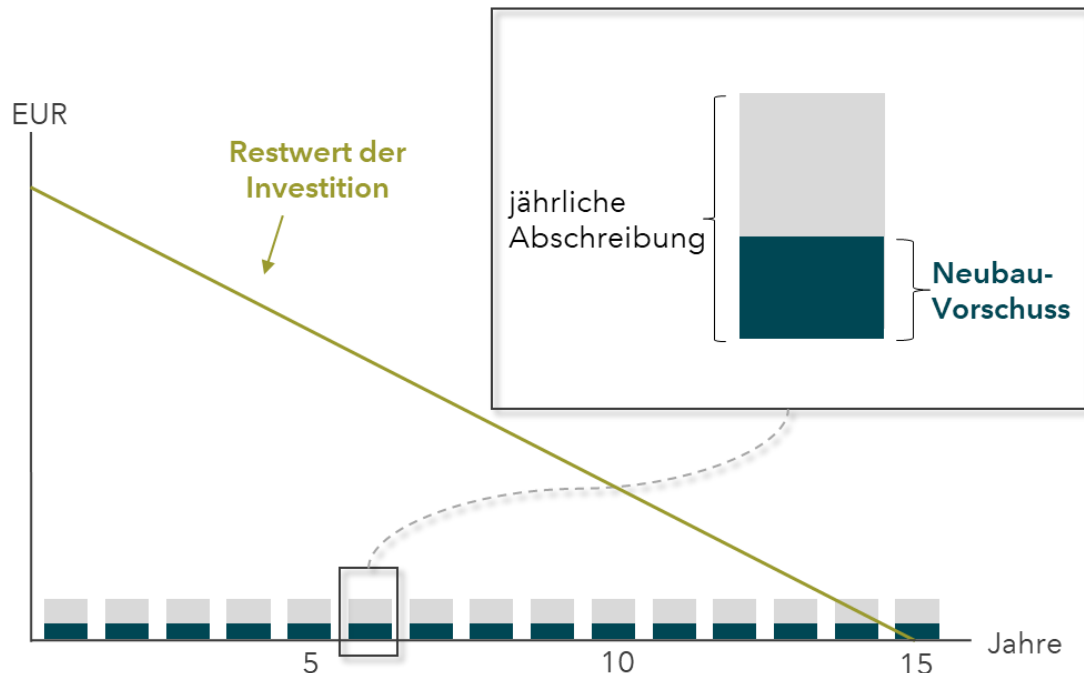 EUR
Restwert der
Investition
jährliche
Abschreibung
Neubau-
Vorschuss
5
10
15
Jahre